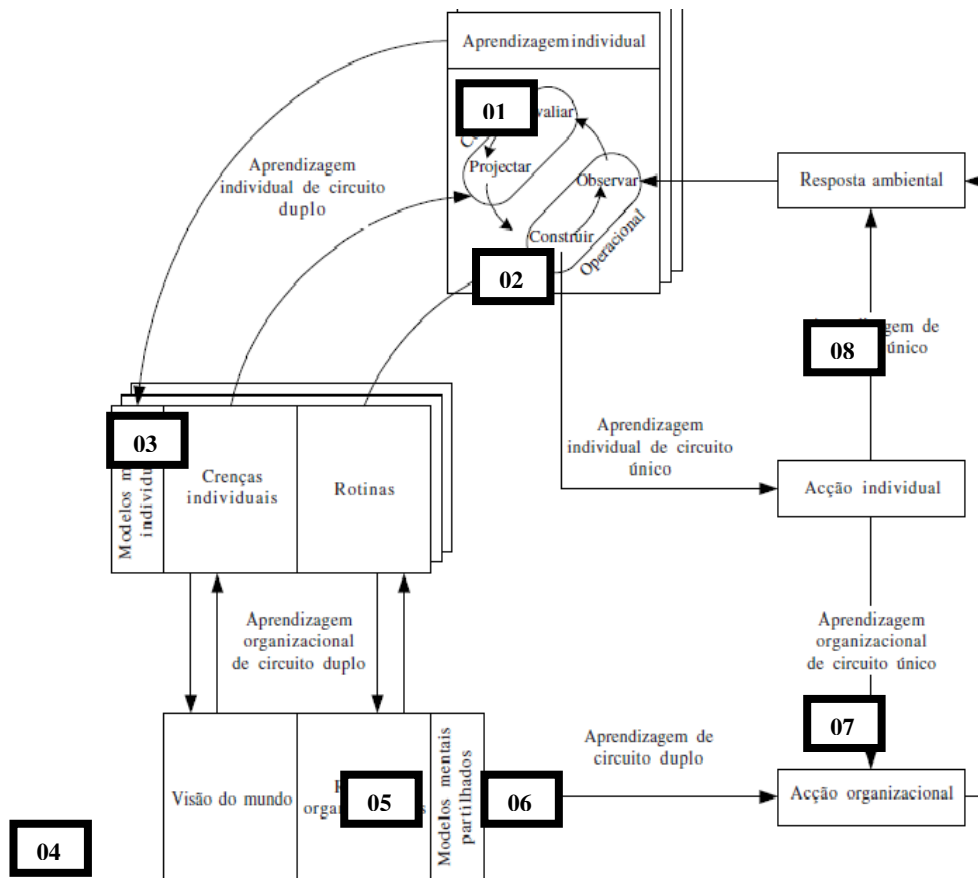 Aprendizagem individual
01
valiar
Projectar
Observar
Construir
Operacional
02
Aprendizagem
individual de circuito
duplo
Resposta ambiental
08
gem de
único
Aprendizagem
individual de circuito
único
Acção individual
03
Modelos
Crenças
individuais
Rotinas
Aprendizagem
organizacional
de circuito duplo
Aprendizagem
organizacional
de circuito único
07
Visão do mundo
05
Modelos mentais
partilhados
06
Aprendizagem de
circuito duplo
Acção organizacional
04